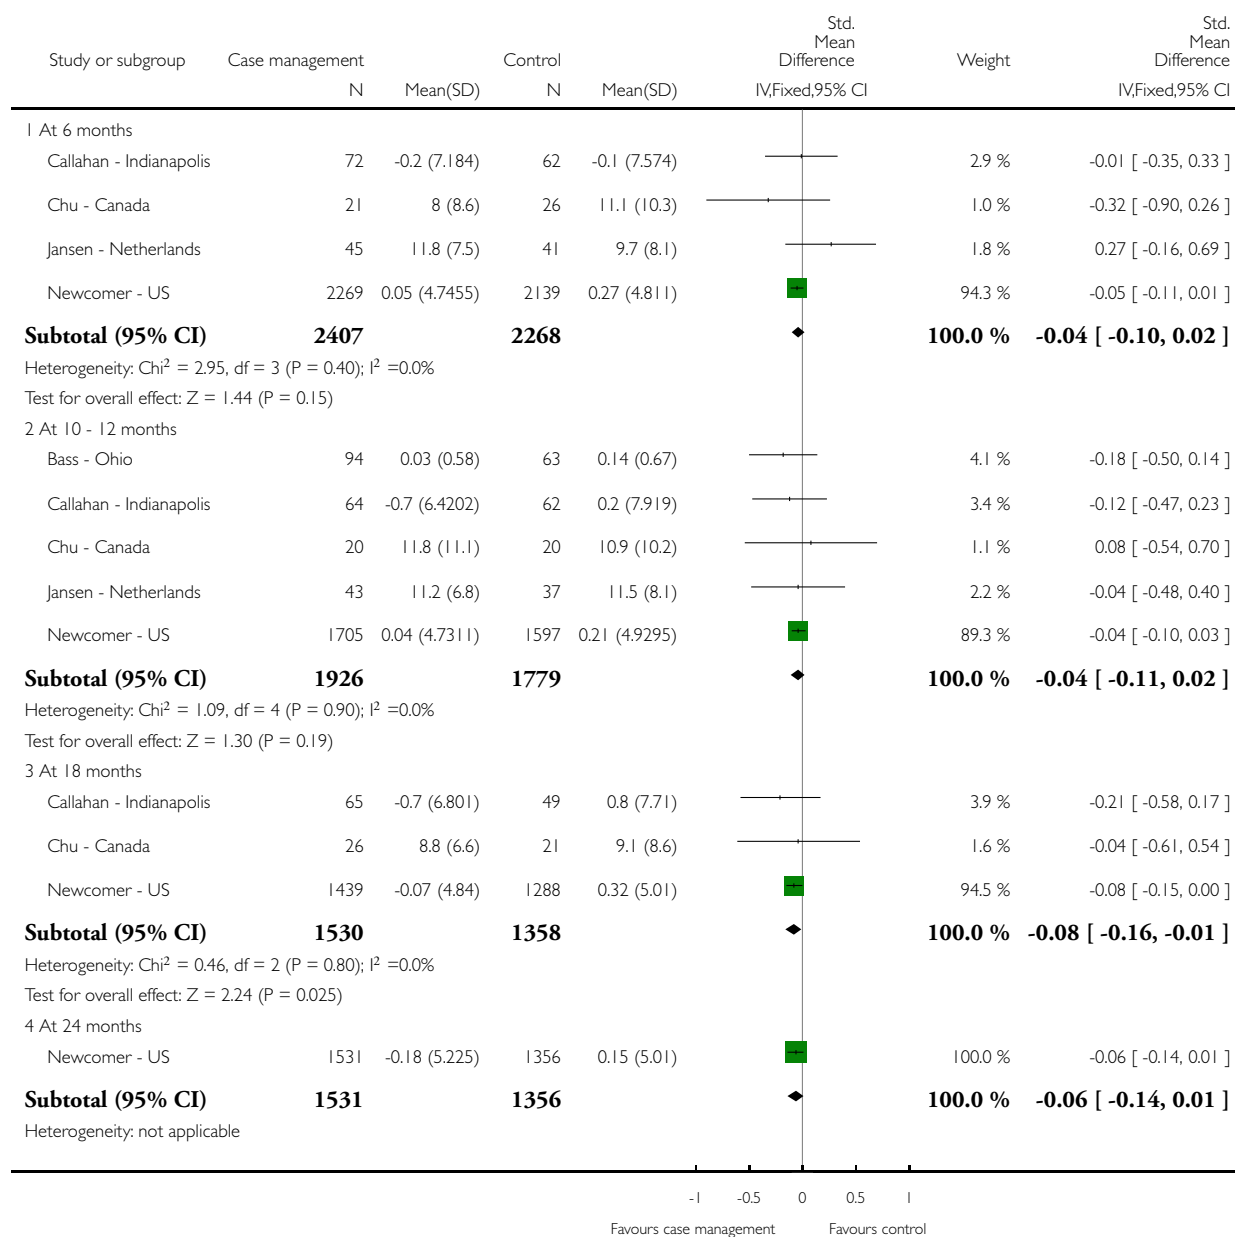 Std. Mean Difference Std. Mean Difference
Study or subgroup Case management Control Weight
N Mean(SD) N Mean(SD) IV,Fixed,95% CI IV,Fixed,95% CI
1 At 6 months
Callahan - Indianapolis 72 -0.2 (7.184) 62 -0.1 (7.574) 2.9 % -0.01 [ -0.35, 0.33 ]
Chu - Canada 21 8 (8.6) 26 11.1 (10.3) 1.0 % -0.32 [ -0.90, 0.26 ]
Jansen - Netherlands 45 11.8 (7.5) 41 9.7 (8.1) 1.8 % 0.27 [ -0.16, 0.69 ]
Newcomer - US 2269 0.05 (4.7455) 2139 0.27 (4.811) 94.3 % -0.05 [ -0.11, 0.01 ]
Subtotal (95% CI) 2407 2268 100.0 % -0.04 [ -0.10, 0.02 ]
Heterogeneity: Chi² = 2.95, df = 3 (P = 0.40); I² =0.0%
Test for overall effect: Z = 1.44 (P = 0.15)
2 At 10 - 12 months
Bass - Ohio 94 0.03 (0.58) 63 0.14 (0.67) 4.1 % -0.18 [ -0.50, 0.14 ]
Callahan - Indianapolis 64 -0.7 (6.4202) 62 0.2 (7.919) 3.4 % -0.12 [ -0.47, 0.23 ]
Chu - Canada 20 11.8 (11.1) 20 10.9 (10.2) 1.1 % 0.08 [ -0.54, 0.70 ]
Jansen - Netherlands 43 11.2 (6.8) 37 11.5 (8.1) 2.2 % -0.04 [ -0.48, 0.40 ]
Newcomer - US 1705 0.04 (4.7311) 1597 0.21 (4.9295) 89.3 % -0.04 [ -0.10, 0.03 ]
Subtotal (95% CI) 1926 1779 100.0 % -0.04 [ -0.11, 0.02 ]
Heterogeneity: Chi² = 1.09, df = 4 (P = 0.90); I² =0.0%
Test for overall effect: Z = 1.30 (P = 0.19)
3 At 18 months
Callahan - Indianapolis 65 -0.7 (6.801) 49 0.8 (7.71) 3.9 % -0.21 [ -0.58, 0.17 ]
Chu - Canada 26 8.8 (6.6) 21 9.1 (8.6) 1.6 % -0.04 [ -0.61, 0.54 ]
Newcomer - US 1439 -0.07 (4.84) 1288 0.32 (5.01) 94.5 % -0.08 [ -0.15, 0.00 ]
Subtotal (95% CI) 1530 1358 100.0 % -0.08 [ -0.16, -0.01 ]
Heterogeneity: Chi² = 0.46, df = 2 (P = 0.80); I² =0.0%
Test for overall effect: Z = 2.24 (P = 0.025)
4 At 24 months
Newcomer - US 1531 -0.18 (5.225) 1356 0.15 (5.01) 100.0 % -0.06 [ -0.14, 0.01 ]
Subtotal (95% CI) 1531 1356 100.0 % -0.06 [ -0.14, 0.01 ]
Heterogeneity: not applicable
-1 -0.5 0 0.5 1
Favours case management Favours control